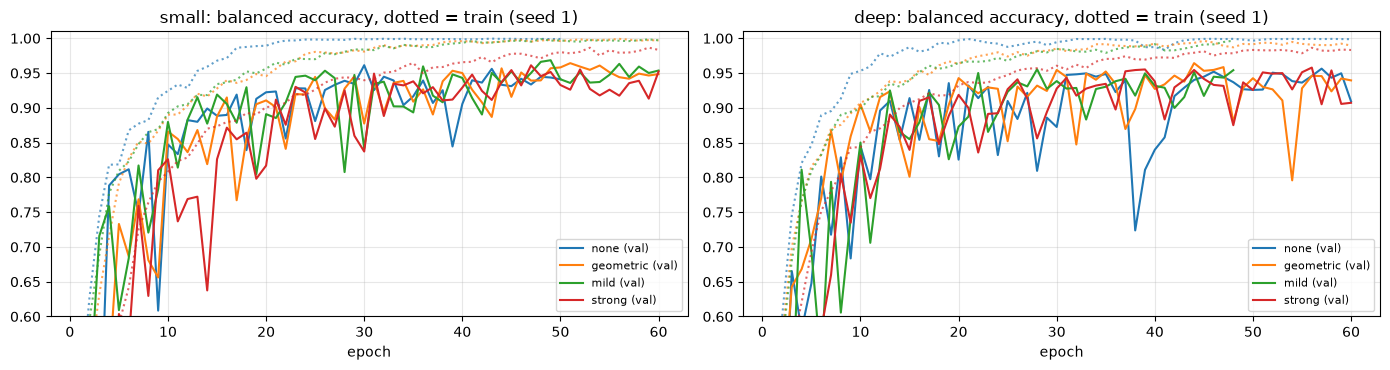 small: balanced accuracy, dotted = train (seed 1)
1.00
0.95
0.90
0.85
0.80
0.75
0.70
0.65
0.60
0 10 20 30 40 50 60
epoch
none (val)
geometric (val)
mild (val)
strong (val)
deep: balanced accuracy, dotted = train (seed 1)
1.00
0.95
0.90
0.85
0.80
0.75
0.70
0.65
0.60
0 10 20 30 40 50 60
epoch
none (val)
geometric (val)
mild (val)
strong (val)